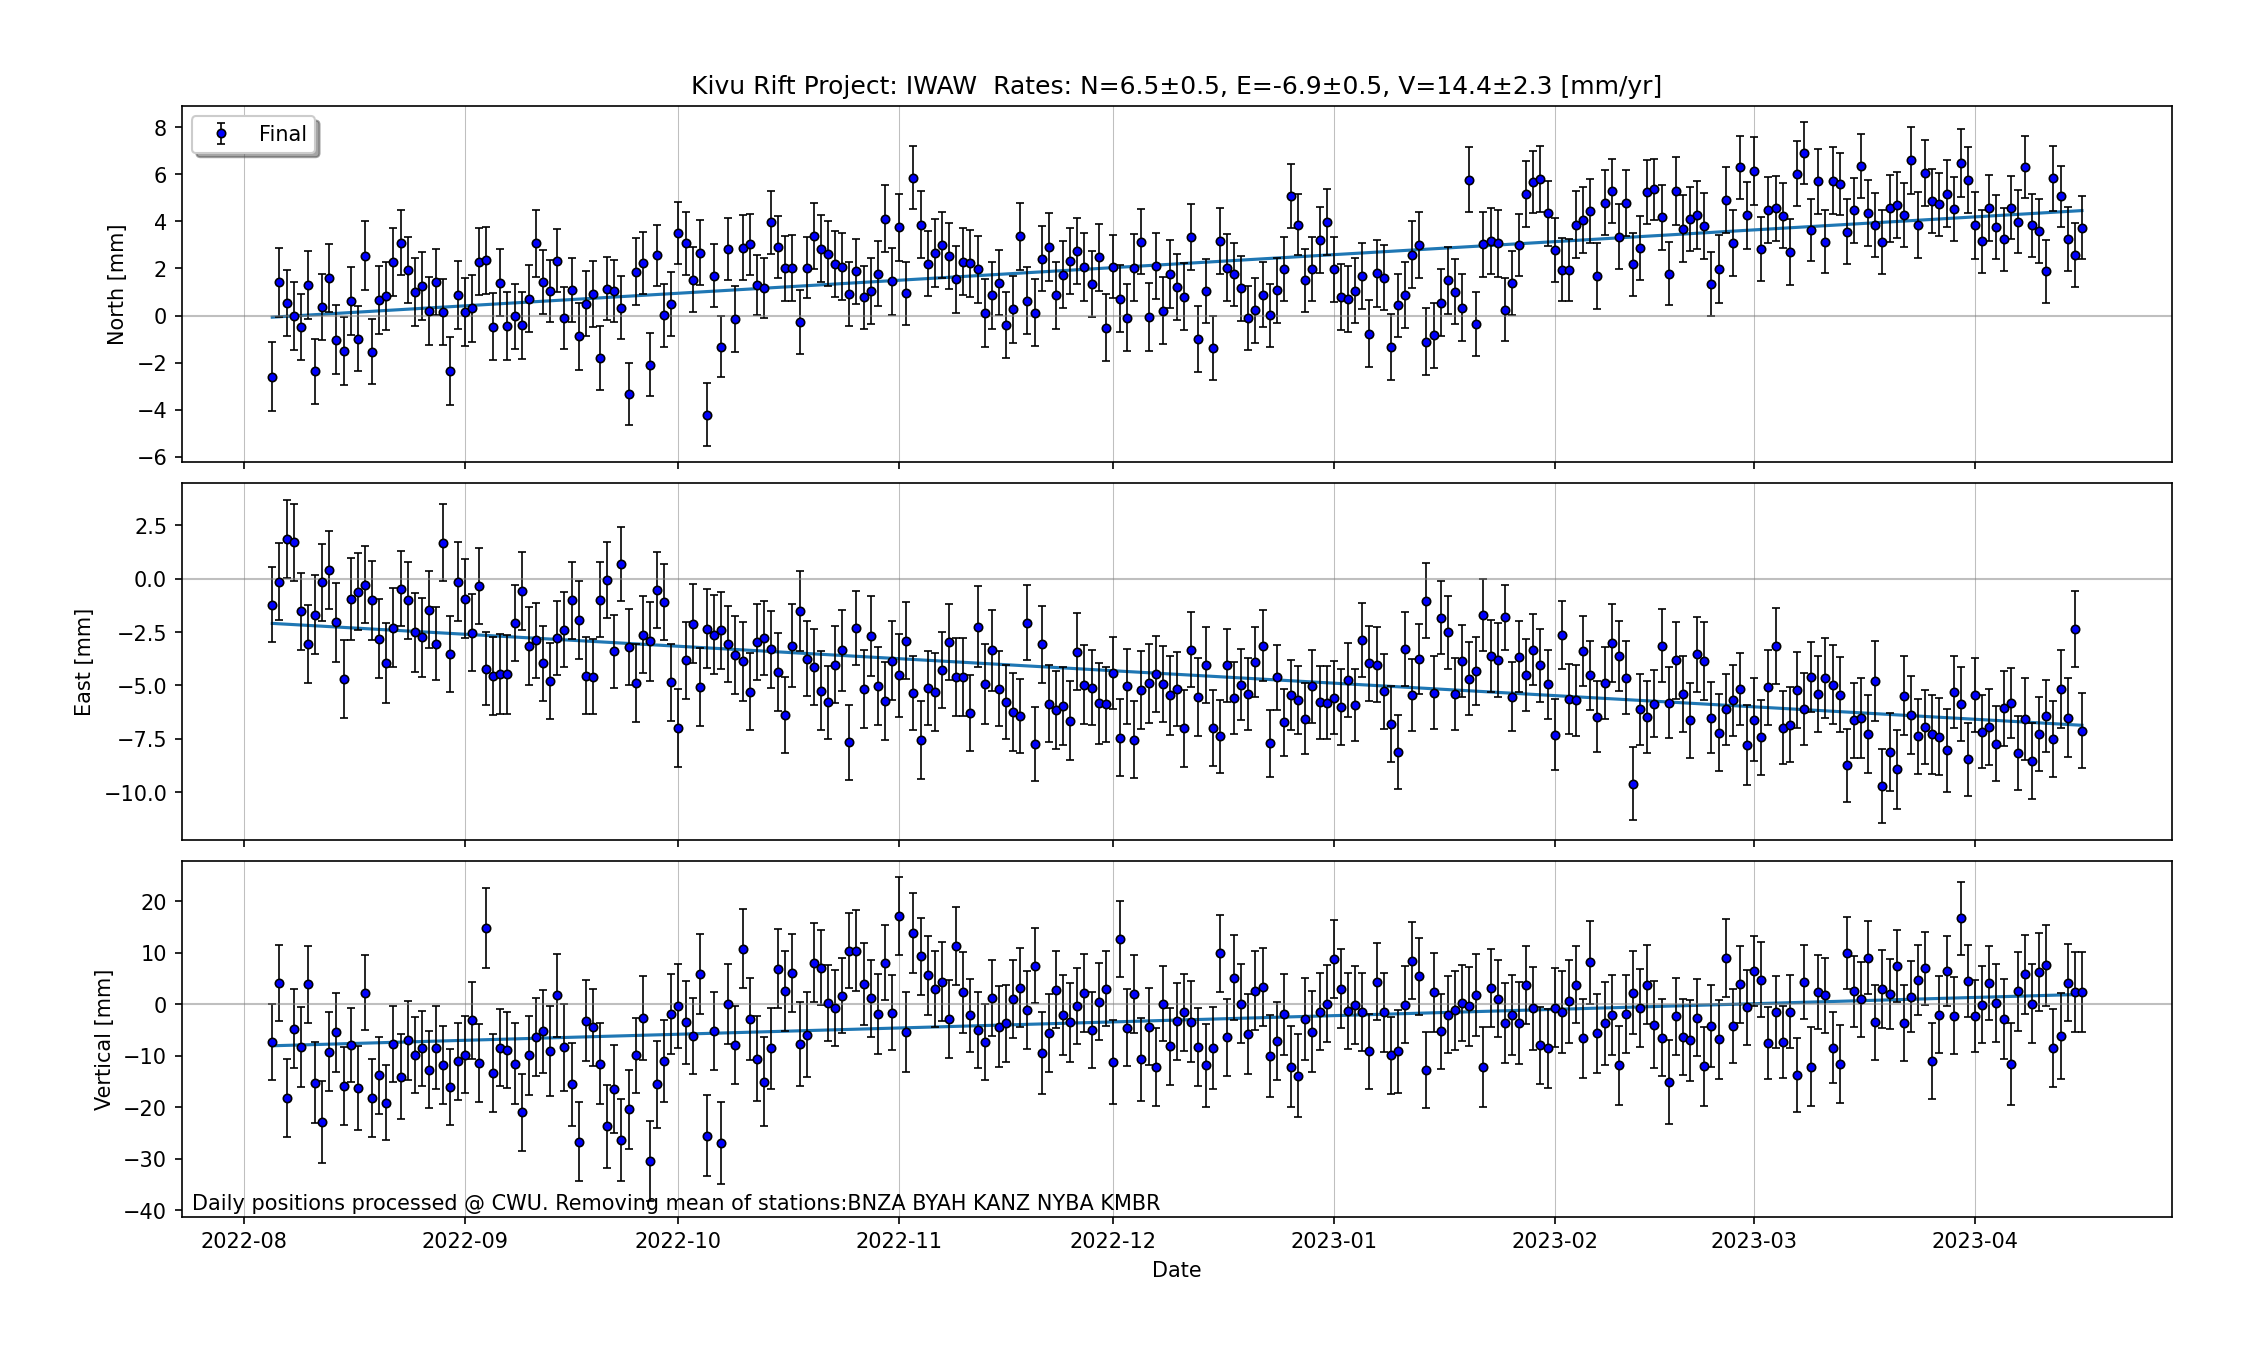 Kivu Rift Project: IWAW  Rates: N=6.5±0.5, E=-6.9±0.5, V=14.4±2.3 [mm/yr]
Final
North [mm]
8
6
4
2
0
−2
−4
−6
East [mm]
2.5
0.0
−2.5
−5.0
−7.5
−10.0
Vertical [mm]
20
10
0
−10
−20
−30
−40
Daily positions processed @ CWU. Removing mean of stations:BNZA BYAH KANZ NYBA KMBR
2022-08 2022-09 2022-10 2022-11 2022-12 2023-01 2023-02 2023-03 2023-04
Date